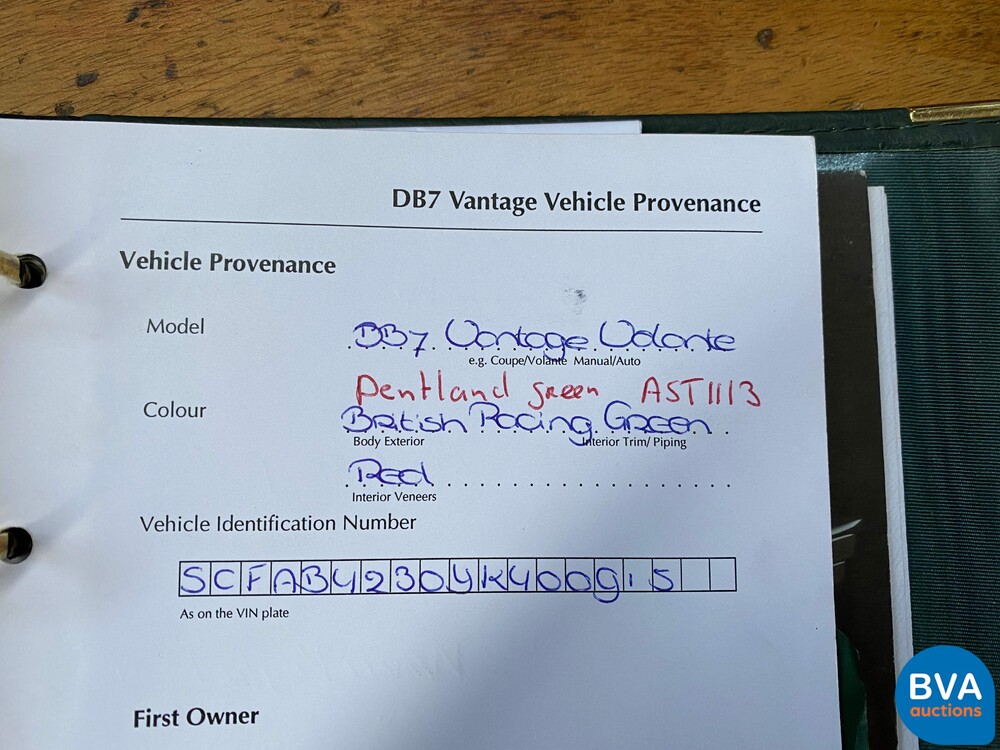 DB7 Vantage Vehicle Provenance
Vehicle Provenance
Model
DB7 Vantage Volante
e.g. Coupe/Volante Manual/Auto
Pentland green AST1113
Colour
British Racing Green
Body Exterior Interior Trim/ Piping
Red
Interior Veneers
Vehicle Identification Number
SCFAB4230YK400915
As on the VIN plate
First Owner
BVA
auctions